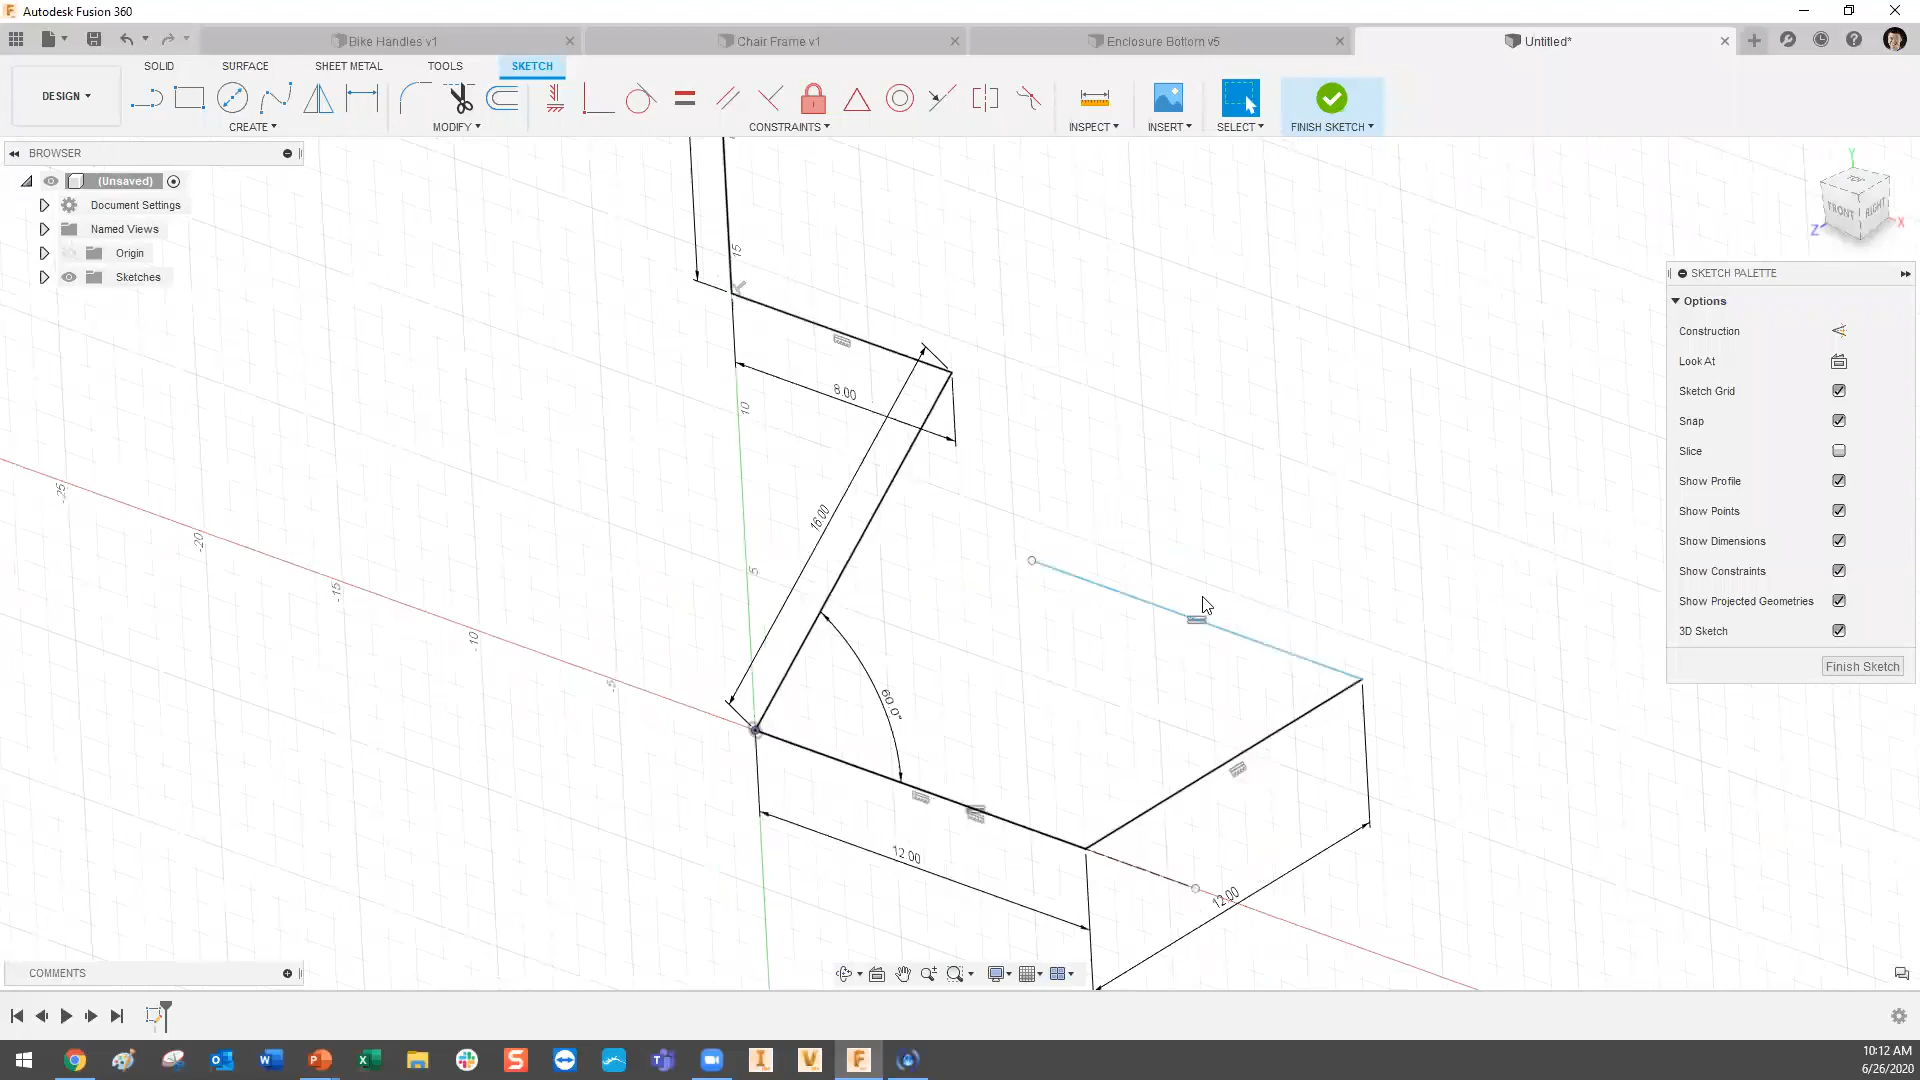 Autodesk Fusion 360
Bike Handles v1
Chair Frame v1
Enclosure Bottom v5
Untitled*
SOLID
SURFACE
SHEET METAL
TOOLS
SKETCH
DESIGN
CREATE
MODIFY
CONSTRAINTS
INSPECT
INSERT
SELECT
FINISH SKETCH
BROWSER
(Unsaved)
Document Settings
Named Views
Origin
Sketches
Y
TOP
FRONT
RIGHT
Z
X
SKETCH PALETTE
Options
Construction
Look At
Sketch Grid
Snap
Slice
Show Profile
Show Points
Show Dimensions
Show Constraints
Show Projected Geometries
3D Sketch
Finish Sketch
15
8.00
10
16.00
5
60.0°
-25
-20
-15
-10
-5
12.00
12.00
COMMENTS
10:12 AM
6/26/2020